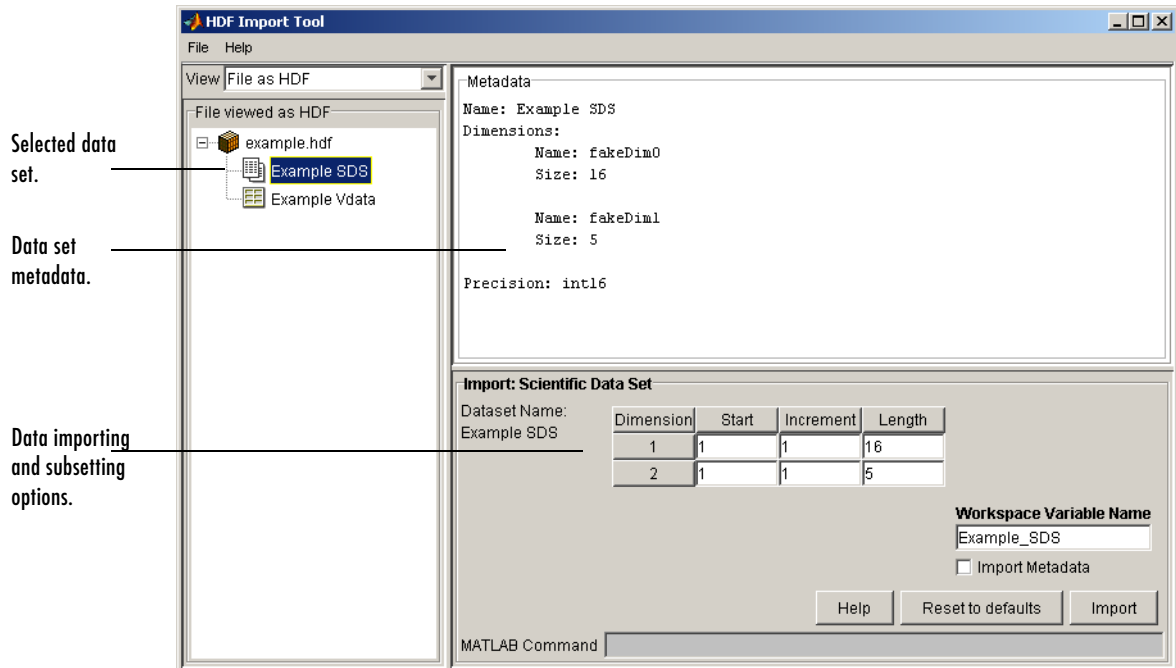 HDF Import Tool
File Help
View File as HDF
File viewed as HDF
example.hdf
Example SDS
Example Vdata
Selected data
set.
Data set
metadata.
Data importing
and subsetting
options.
Metadata
Name: Example SDS
Dimensions:
Name: fakeDim0
Size: 16
Name: fakeDim1
Size: 5
Precision: int16
Import: Scientific Data Set
Dataset Name:
Example SDS
Dimension Start Increment Length
1 1 1 16
2 1 1 5
Workspace Variable Name
Example_SDS
Import Metadata
Help Reset to defaults Import
MATLAB Command